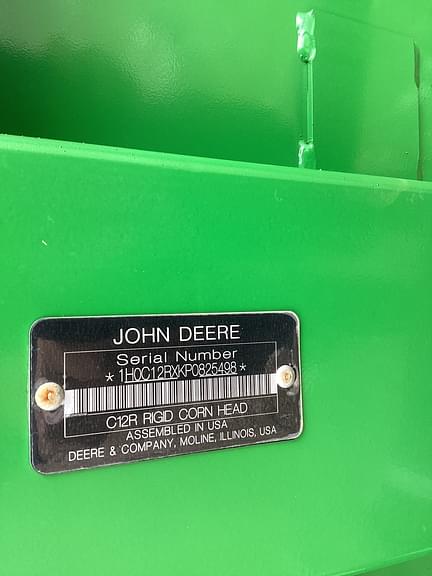 JOHN DEERE
Serial Number
*1H0C12RXKP0825498*
C12R RIGID CORN HEAD
ASSEMBLED IN USA
DEERE & COMPANY, MOLINE, ILLINOIS, USA